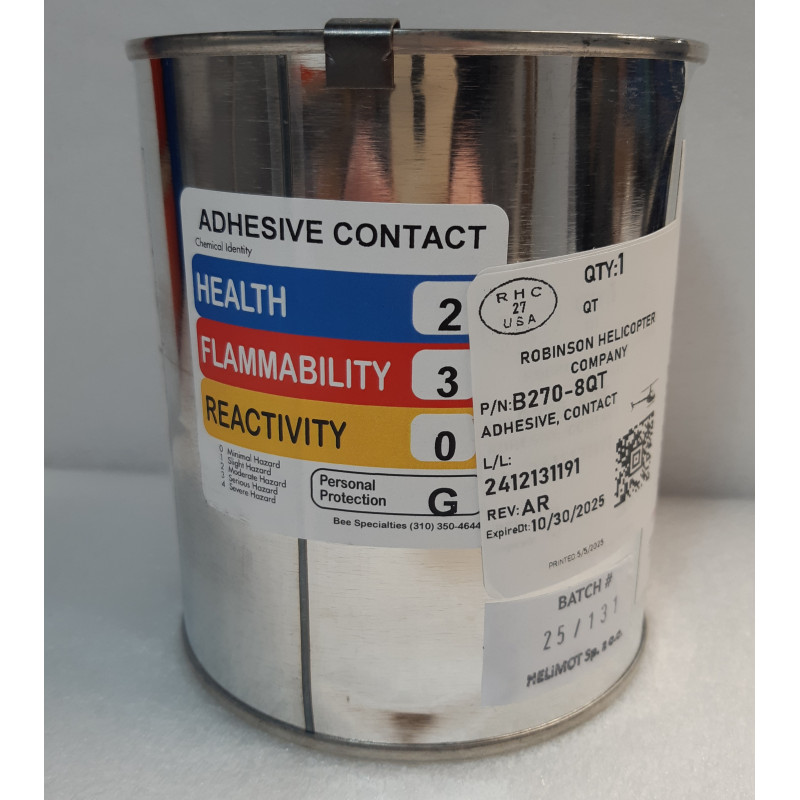 ADHESIVE CONTACT
Chemical Identity
HEALTH 2
FLAMMABILITY 3
REACTIVITY 0
0 Minimal Hazard
1 Slight Hazard
2 Moderate Hazard
3 Serious Hazard
4 Severe Hazard
Personal
Protection G
Bee Specialties (310) 350-4644
RHC
27
USA
QTY:1
QT
ROBINSON HELICOPTER
COMPANY
P/N:B270-8QT
ADHESIVE, CONTACT
L/L:
2412131191
REV: AR
ExpireDt: 10/30/2025
PRINTED:5/5/2025
BATCH #
25/131
HELIMOT Sp. z o.o.